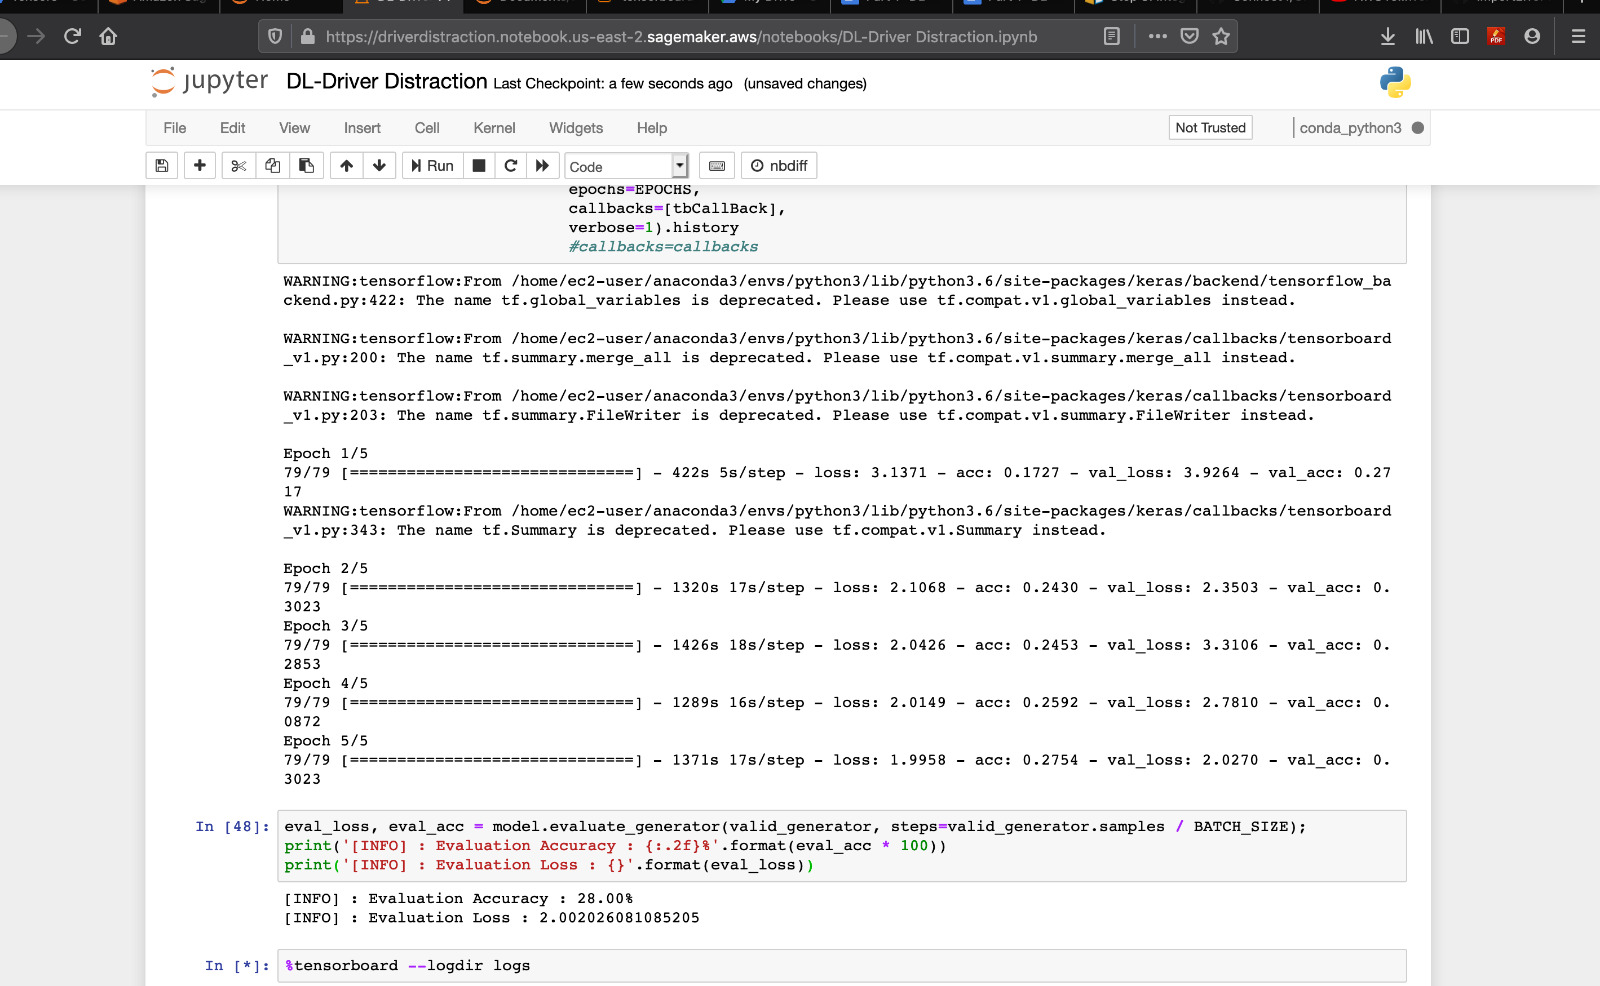 https://driverdistraction.notebook.us-east-2.sagemaker.aws/notebooks/DL-Driver Distraction.ipynb
PDF
jupyter DL-Driver Distraction Last Checkpoint: a few seconds ago (unsaved changes)
File Edit View Insert Cell Kernel Widgets Help Not Trusted conda_python3
Run Code nbdiff
epochs=EPOCHS,
callbacks=[tbCallBack],
verbose=1).history
#callbacks=callbacks
WARNING:tensorflow:From /home/ec2-user/anaconda3/envs/python3/lib/python3.6/site-packages/keras/backend/tensorflow_ba
ckend.py:422: The name tf.global_variables is deprecated. Please use tf.compat.v1.global_variables instead.
WARNING:tensorflow:From /home/ec2-user/anaconda3/envs/python3/lib/python3.6/site-packages/keras/callbacks/tensorboard
_v1.py:200: The name tf.summary.merge_all is deprecated. Please use tf.compat.v1.summary.merge_all instead.
WARNING:tensorflow:From /home/ec2-user/anaconda3/envs/python3/lib/python3.6/site-packages/keras/callbacks/tensorboard
_v1.py:203: The name tf.summary.FileWriter is deprecated. Please use tf.compat.v1.summary.FileWriter instead.
Epoch 1/5
79/79 [==============================] - 422s 5s/step - loss: 3.1371 - acc: 0.1727 - val_loss: 3.9264 - val_acc: 0.27
17
WARNING:tensorflow:From /home/ec2-user/anaconda3/envs/python3/lib/python3.6/site-packages/keras/callbacks/tensorboard
_v1.py:343: The name tf.Summary is deprecated. Please use tf.compat.v1.Summary instead.
Epoch 2/5
79/79 [==============================] - 1320s 17s/step - loss: 2.1068 - acc: 0.2430 - val_loss: 2.3503 - val_acc: 0.
3023
Epoch 3/5
79/79 [==============================] - 1426s 18s/step - loss: 2.0426 - acc: 0.2453 - val_loss: 3.3106 - val_acc: 0.
2853
Epoch 4/5
79/79 [==============================] - 1289s 16s/step - loss: 2.0149 - acc: 0.2592 - val_loss: 2.7810 - val_acc: 0.
0872
Epoch 5/5
79/79 [==============================] - 1371s 17s/step - loss: 1.9958 - acc: 0.2754 - val_loss: 2.0270 - val_acc: 0.
3023
In [48]: eval_loss, eval_acc = model.evaluate_generator(valid_generator, steps=valid_generator.samples / BATCH_SIZE);
print('[INFO] : Evaluation Accuracy : {:.2f}%'.format(eval_acc * 100))
print('[INFO] : Evaluation Loss : {}'.format(eval_loss))
[INFO] : Evaluation Accuracy : 28.00%
[INFO] : Evaluation Loss : 2.002026081085205
In [*]: %tensorboard --logdir logs